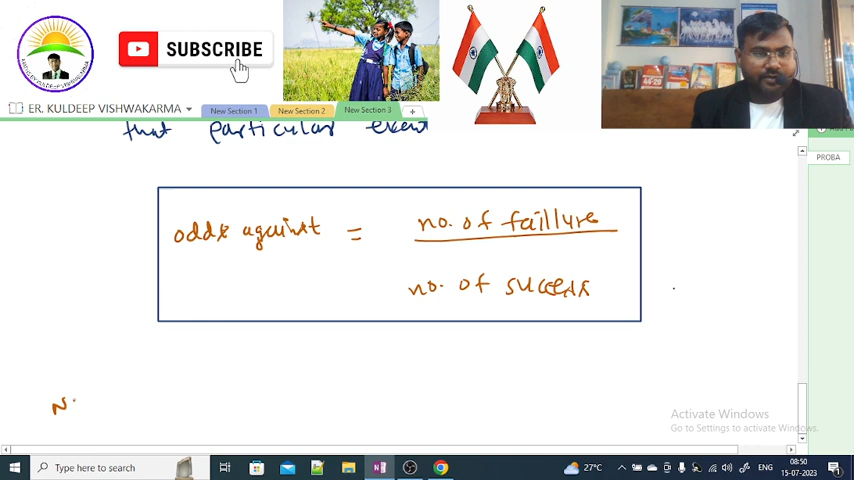 SUBSCRIBE
ER. KULDEEP VISHWAKARMA
New Section 1
New Section 2
New Section 3
that particular event
PROBA
odds against = no. of faillure
no. of success
N.
Activate Windows
Go to Settings to activate Windows.
Type here to search
27°C
ENG
08:50
15-07-2023